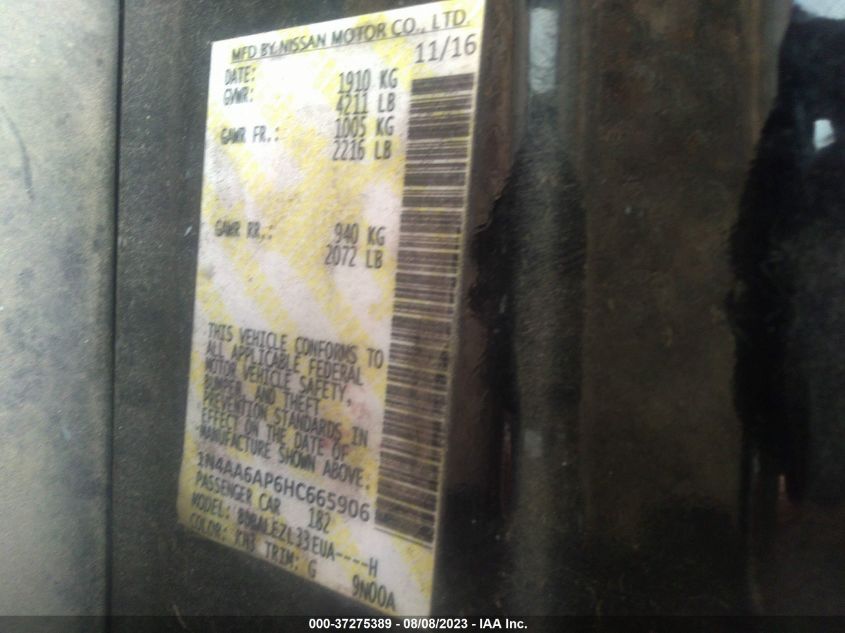 MFD BY NISSAN MOTOR CO., LTD.
DATE: 11/16
GVWR: 1910 KG
4211 LB
GAWR FR.: 1005 KG
2216 LB
GAWR RR.: 940 KG
2072 LB
THIS VEHICLE CONFORMS TO
ALL APPLICABLE FEDERAL
MOTOR VEHICLE SAFETY,
BUMPER, AND THEFT
PREVENTION STANDARDS IN
EFFECT ON THE DATE OF
MANUFACTURE SHOWN ABOVE.
1N4AA6AP6HC665906
PASSENGER CAR 182
MODEL:
COLOR: KH3 TRIM: G 9N00A
000-37275389 - 08/08/2023 - IAA Inc.